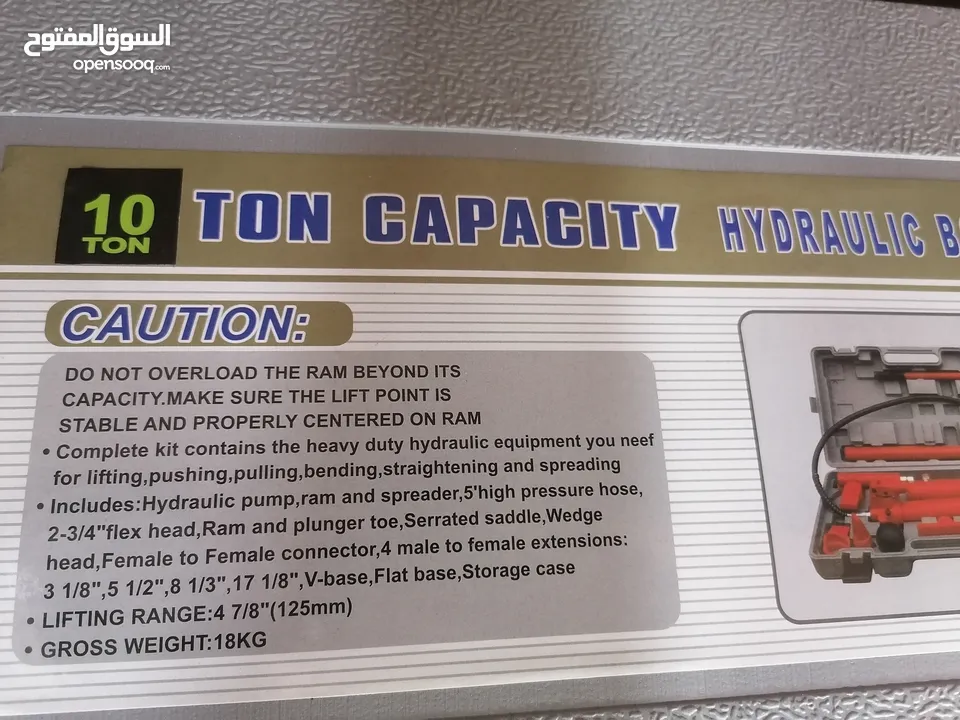 السوق المفتوح
opensooq.com
10 TON CAPACITY HYDRAULIC
TON
CAUTION:
DO NOT OVERLOAD THE RAM BEYOND ITS
CAPACITY.MAKE SURE THE LIFT POINT IS
STABLE AND PROPERLY CENTERED ON RAM
• Complete kit contains the heavy duty hydraulic equipment you neef
for lifting,pushing,pulling,bending,straightening and spreading
• Includes:Hydraulic pump,ram and spreader,5'high pressure hose,
2-3/4"flex head,Ram and plunger toe,Serrated saddle,Wedge
head,Female to Female connector,4 male to female extensions:
3 1/8",5 1/2",8 1/3",17 1/8",V-base,Flat base,Storage case
• LIFTING RANGE:4 7/8"(125mm)
• GROSS WEIGHT:18KG